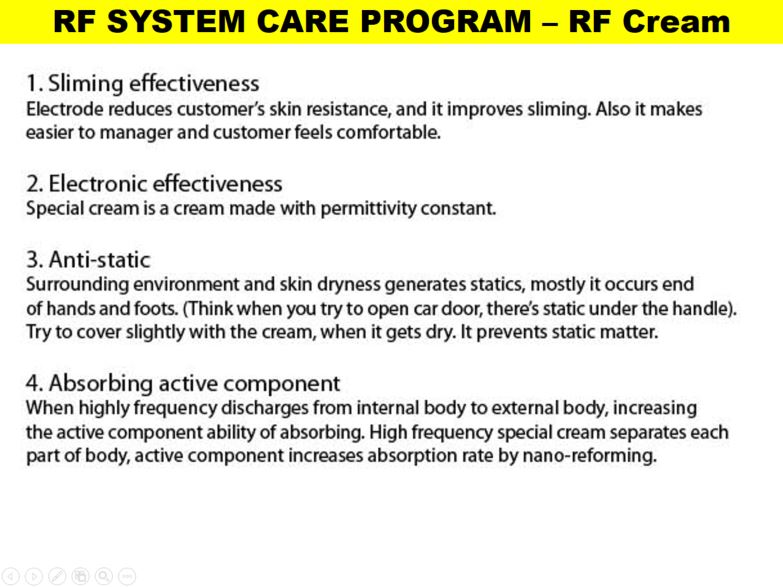 RF SYSTEM CARE PROGRAM – RF Cream
1. Sliming effectiveness
Electrode reduces customer's skin resistance, and it improves sliming. Also it makes
easier to manager and customer feels comfortable.
2. Electronic effectiveness
Special cream is a cream made with permittivity constant.
3. Anti-static
Surrounding environment and skin dryness generates statics, mostly it occurs end
of hands and foots. (Think when you try to open car door, there's static under the handle).
Try to cover slightly with the cream, when it gets dry. It prevents static matter.
4. Absorbing active component
When highly frequency discharges from internal body to external body, increasing
the active component ability of absorbing. High frequency special cream separates each
part of body, active component increases absorption rate by nano-reforming.